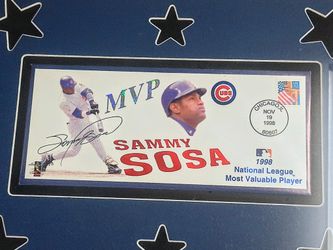 MVP
SAMMY
SOSA
CUBS
CHICAGO, IL
NOV
19
1998
60607
1998
National League
Most Valuable Player